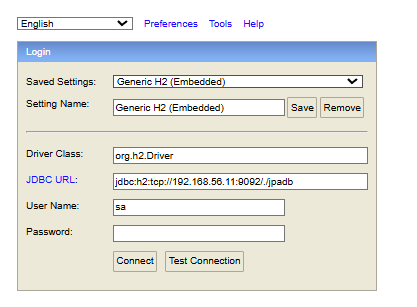 English Preferences Tools Help
Login
Saved Settings: Generic H2 (Embedded)
Setting Name: Generic H2 (Embedded) Save Remove
Driver Class: org.h2.Driver
JDBC URL: jdbc:h2:tcp://192.168.56.11:9092/./jpadb
User Name: sa
Password:
Connect Test Connection